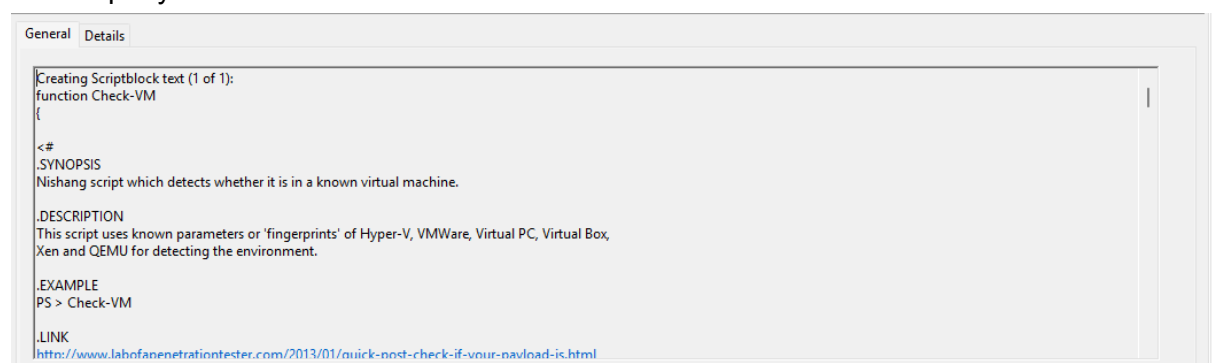 General Details
Creating Scriptblock text (1 of 1):
function Check-VM
{
<#
.SYNOPSIS
Nishang script which detects whether it is in a known virtual machine.
.DESCRIPTION
This script uses known parameters or 'fingerprints' of Hyper-V, VMWare, Virtual PC, Virtual Box,
Xen and QEMU for detecting the environment.
.EXAMPLE
PS > Check-VM
.LINK
http://www.labofapenetrationtester.com/2013/01/quick-post-check-if-your-payload-is.html